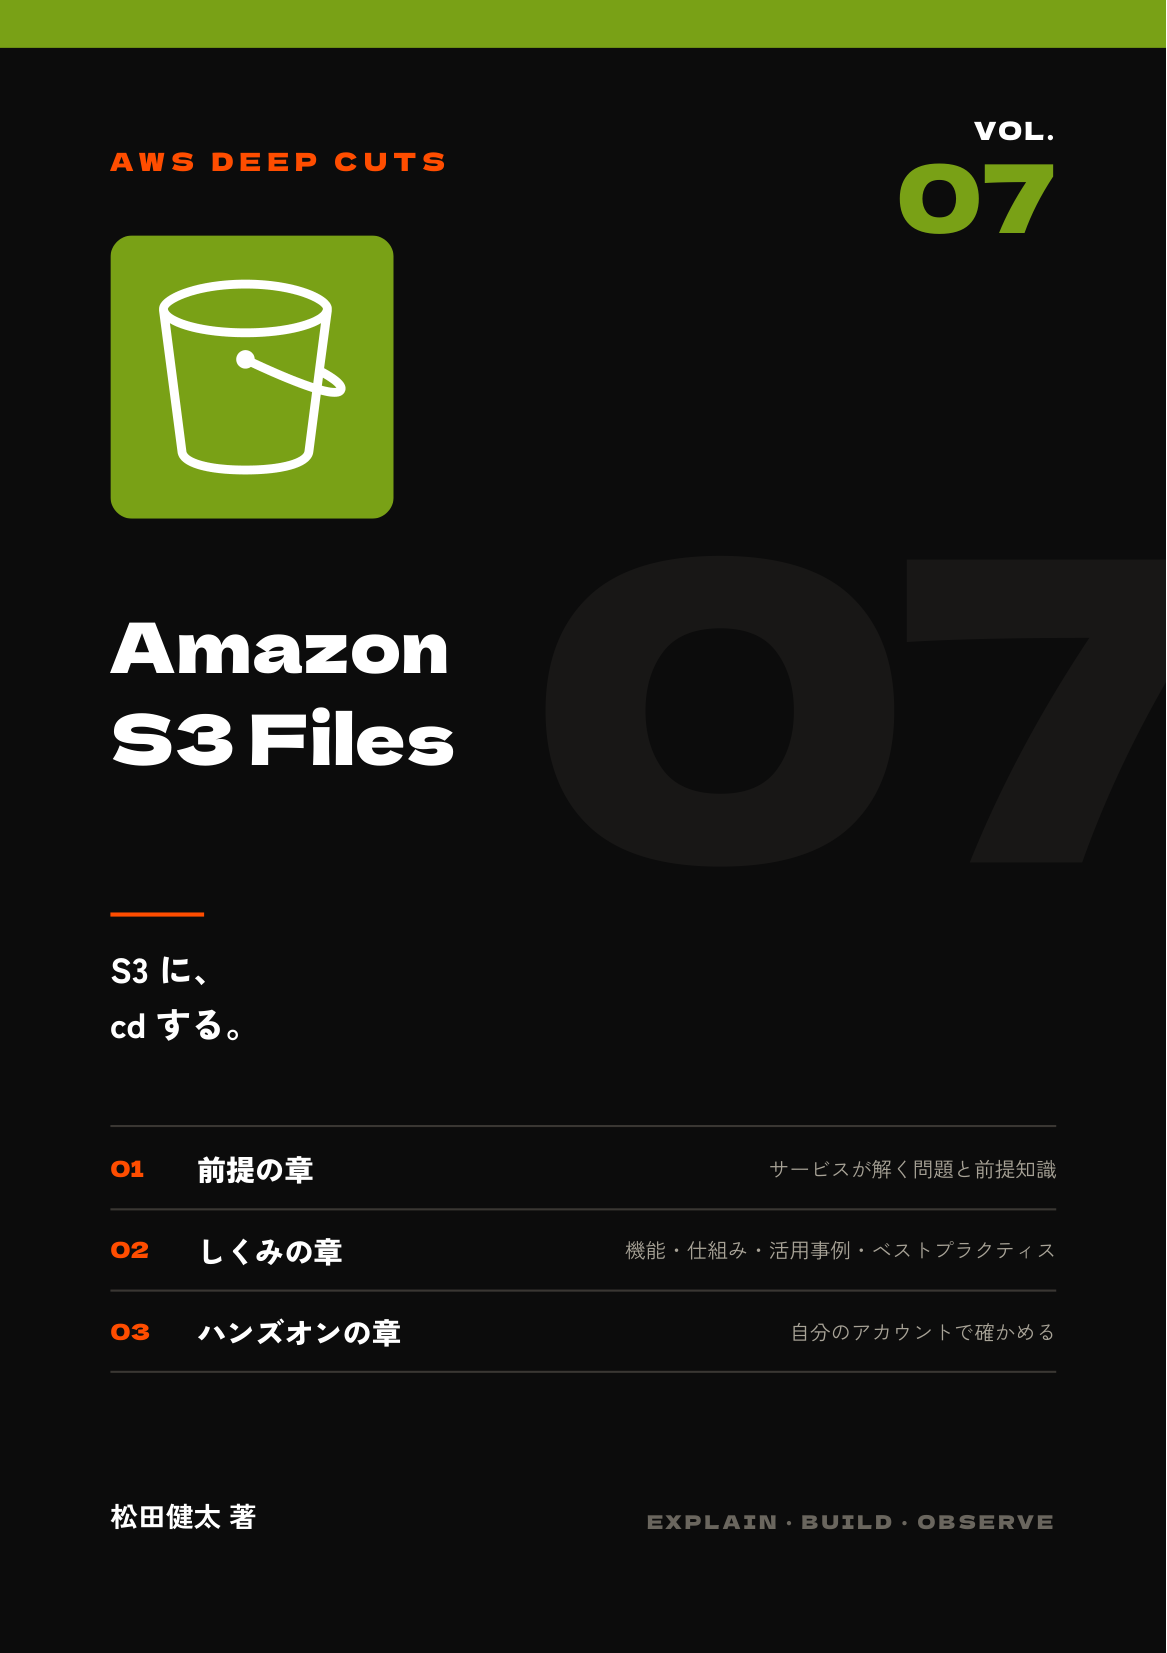 VOL.
AWS DEEP CUTS
07
Amazon
S3 Files
07
S3 に、
cd する。
01 前提の章 サービスが解く問題と前提知識
02 しくみの章 機能・仕組み・活用事例・ベストプラクティス
03 ハンズオンの章 自分のアカウントで確かめる
松田健太 著
EXPLAIN · BUILD · OBSERVE